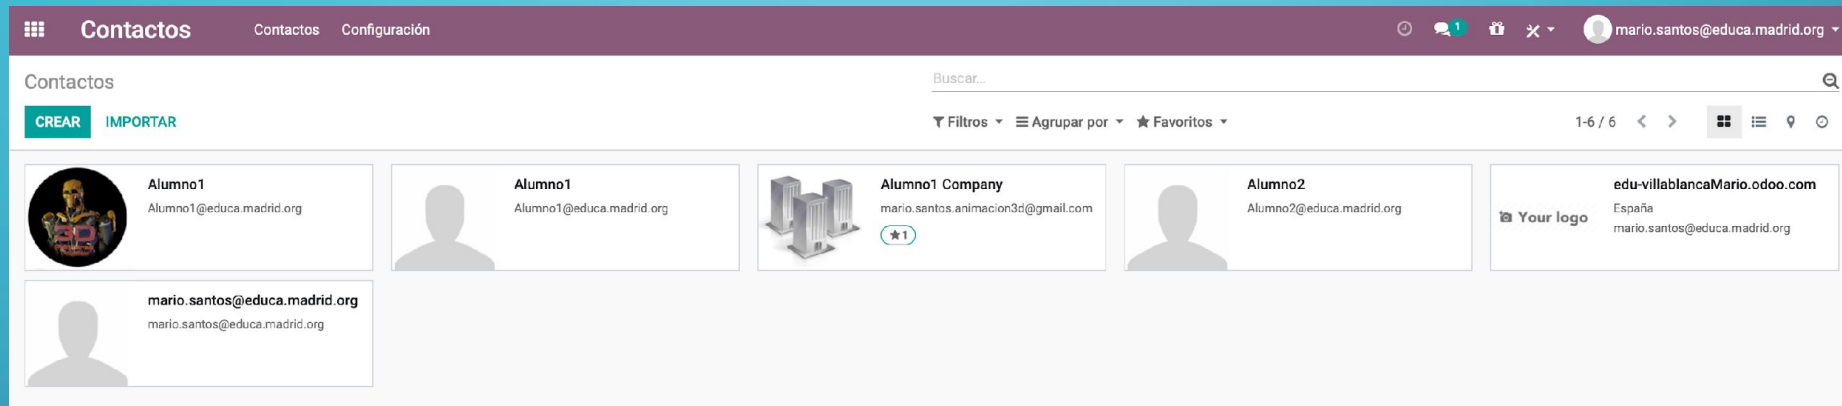 Contactos Contactos Configuración 1 mario.santos@educa.madrid.org
Contactos Buscar...
CREAR IMPORTAR Filtros Agrupar por Favoritos 1-6 / 6
Alumno1
Alumno1@educa.madrid.org
3D
Alumno1
Alumno1@educa.madrid.org
Alumno1 Company
mario.santos.animacion3d@gmail.com
1
Alumno2
Alumno2@educa.madrid.org
Your logo
edu-villablancaMario.odoo.com
España
mario.santos@educa.madrid.org
mario.santos@educa.madrid.org
mario.santos@educa.madrid.org